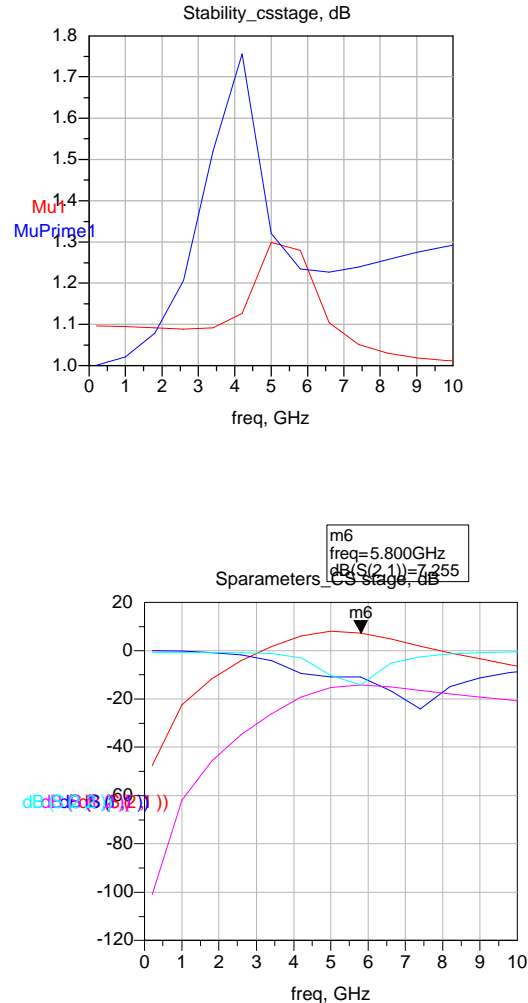 Stability_csstage, dB
1.8
1.7
1.6
1.5
1.4
1.3
1.2
1.1
1.0
Mu1
MuPrime1
0 1 2 3 4 5 6 7 8 9 10
freq, GHz
m6
freq=5.800GHz
dB(S(2,1))=7.255
Sparameters_CS stage, dB
m6
20
0
-20
-40
-60
-80
-100
-120
0 1 2 3 4 5 6 7 8 9 10
freq, GHz